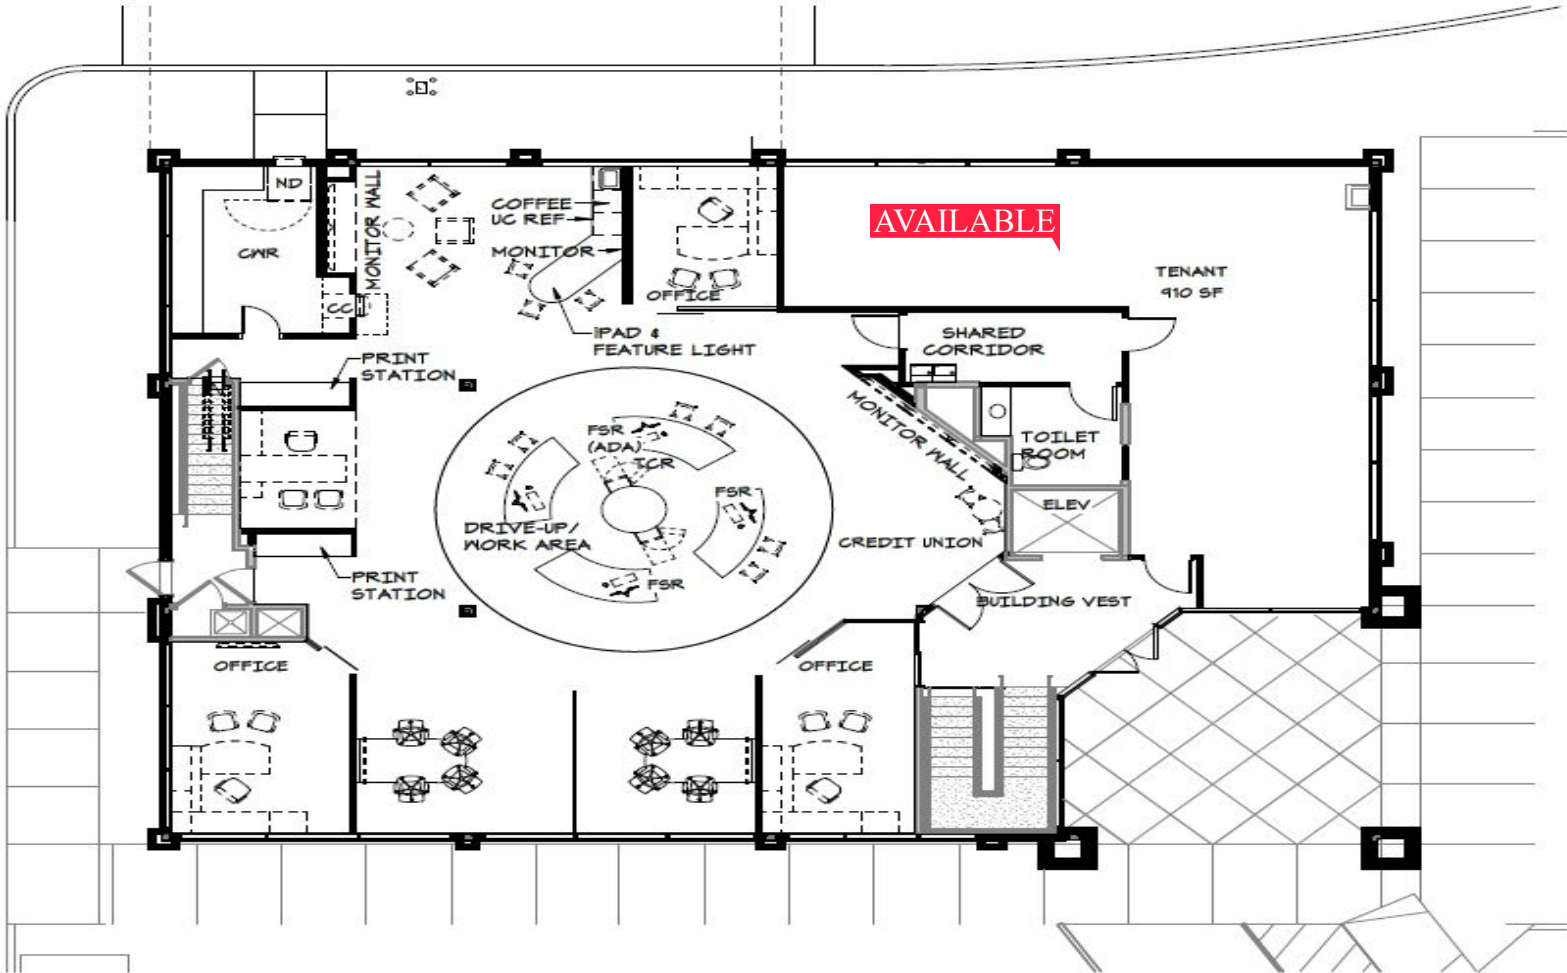 ND
CWR
CC
MONITOR WALL
COFFEE
UC REF
MONITOR
OFFICE
IPAD &
FEATURE LIGHT
AVAILABLE
TENANT
910 SF
SHARED
CORRIDOR
PRINT
STATION
MONITOR WALL
TOILET
ROOM
FSR
(ADA)
TCR
FSR
ELEV
DRIVE-UP/
WORK AREA
CREDIT UNION
FSR
PRINT
STATION
BUILDING VEST
OFFICE
OFFICE